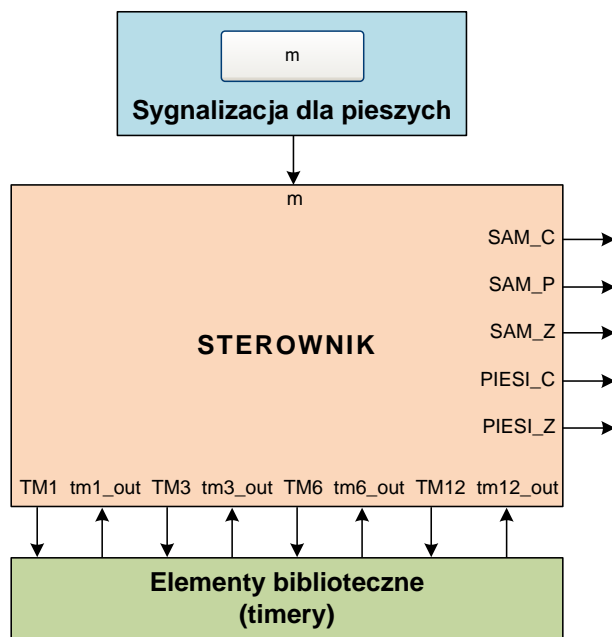 m
Sygnalizacja dla pieszych
m
SAM_C
SAM_P
SAM_Z
STEROWNIK
PIESI_C
PIESI_Z
TM1 tm1_out TM3 tm3_out TM6 tm6_out TM12 tm12_out
Elementy biblioteczne
(timery)